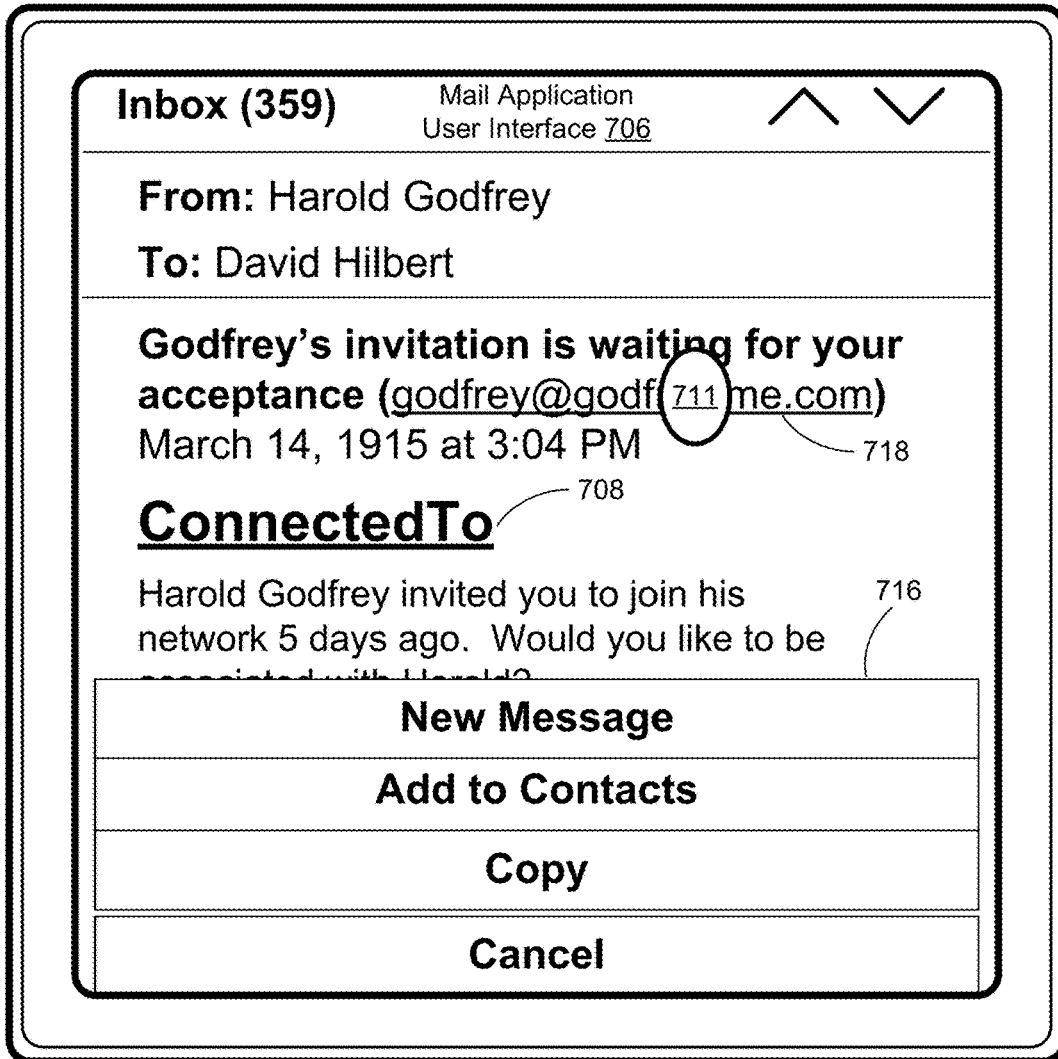 Inbox (359)
Mail Application
User Interface 706
From: Harold Godfrey
To: David Hilbert
Godfrey’s invitation is waiting for your
acceptance (godfrey@godf 711 me.com)
March 14, 1915 at 3:04 PM
718
ConnectedTo
708
Harold Godfrey invited you to join his
716
network 5 days ago. Would you like to be
associated with Harold?
New Message
Add to Contacts
Copy
Cancel